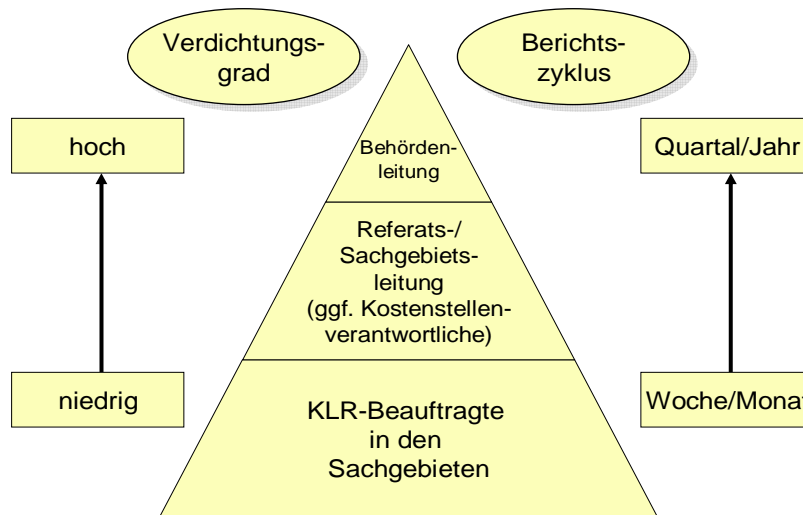 Verdichtungs-
grad
Berichts-
zyklus
hoch
Quartal/Jahr
Behörden-
leitung
Referats-/
Sachgebiets-
leitung
(ggf. Kostenstellen-
verantwortliche)
niedrig
Woche/Monat
KLR-Beauftragte
in den
Sachgebieten